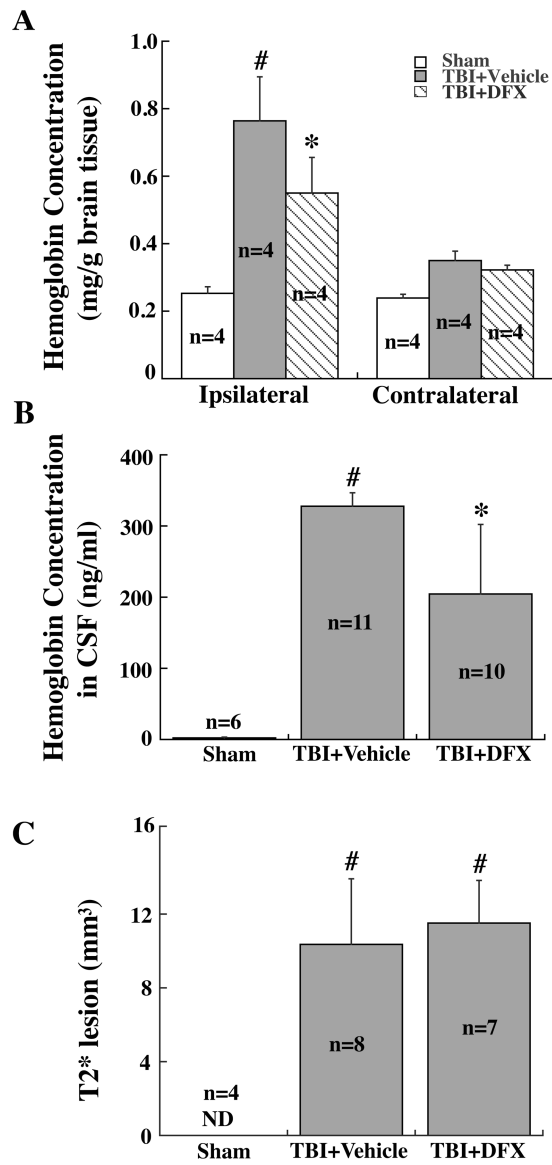 A
Hemoglobin Concentration
(mg/g brain tissue)
1.0
0.8
0.6
0.4
0.2
0
Sham
TBI+Vehicle
TBI+DFX
#
*
n=4
n=4
n=4
n=4
n=4
n=4
Ipsilateral
Contralateral
B
Hemoglobin Concentration
in CSF (ng/ml)
400
300
200
100
0
#
*
n=6
n=11
n=10
Sham
TBI+Vehicle
TBI+DFX
C
T2* lesion (mm³)
16
12
8
4
0
#
#
n=4
ND
n=8
n=7
Sham
TBI+Vehicle
TBI+DFX